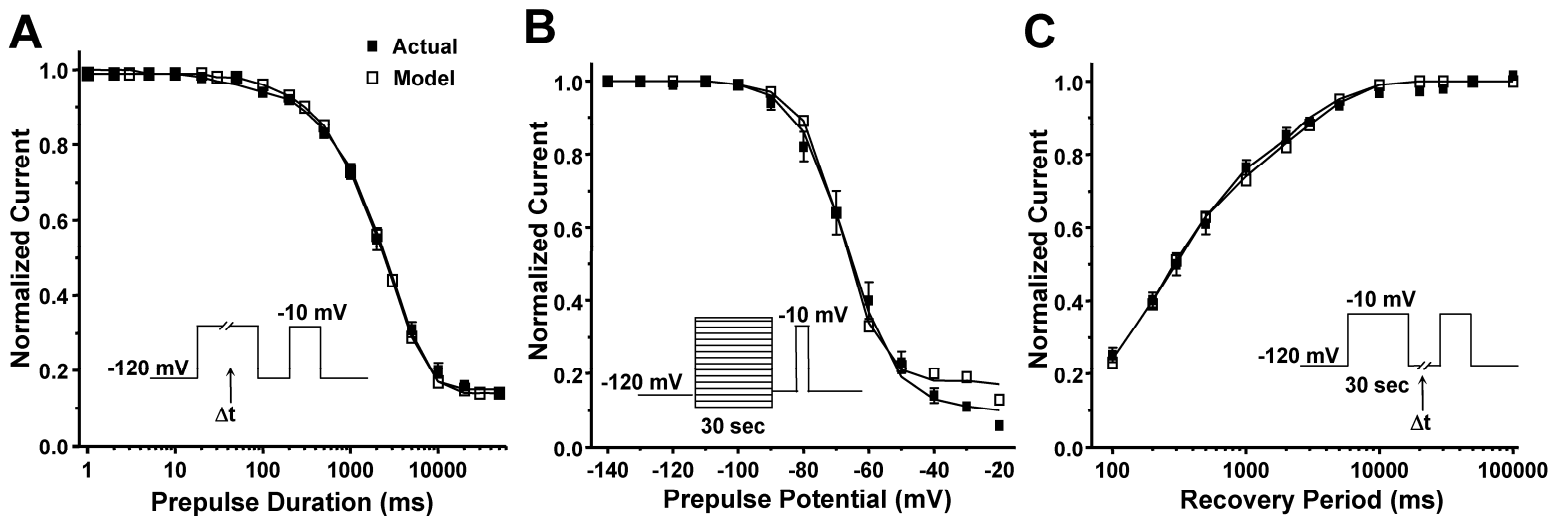 A
Actual
Model
Normalized Current
1.0
0.8
0.6
0.4
0.2
0.0
-10 mV
-120 mV
Δt
1 10 100 1000 10000
Prepulse Duration (ms)
B
Normalized Current
1.0
0.8
0.6
0.4
0.2
0.0
-10 mV
-120 mV
30 sec
-140 -120 -100 -80 -60 -40 -20
Prepulse Potential (mV)
C
Normalized Current
1.0
0.8
0.6
0.4
0.2
0.0
-10 mV
-120 mV
30 sec
Δt
100 1000 10000 100000
Recovery Period (ms)